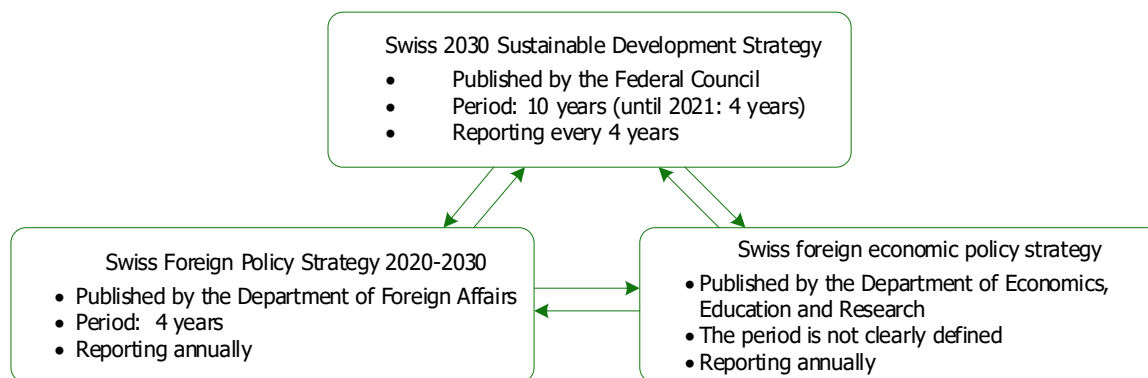 Swiss 2030 Sustainable Development Strategy
• Published by the Federal Council
• Period: 10 years (until 2021: 4 years)
• Reporting every 4 years
Swiss Foreign Policy Strategy 2020-2030
• Published by the Department of Foreign Affairs
• Period: 4 years
• Reporting annually
Swiss foreign economic policy strategy
• Published by the Department of Economics,
Education and Research
• The period is not clearly defined
• Reporting annually